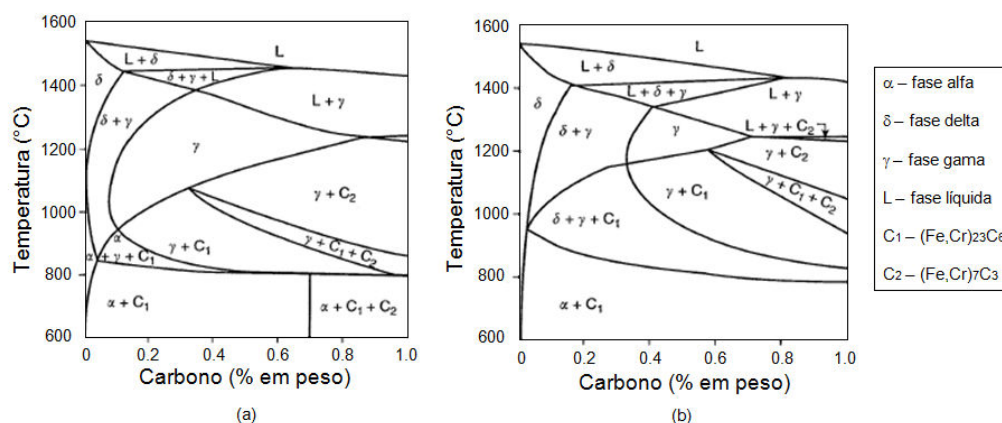 1600
1400
1200
1000
800
600
Temperatura (°C)
0
0.2
0.4
0.6
0.8
1.0
Carbono (% em peso)
(a)
L
L + δ
δ + γ + L
δ
L + γ
δ + γ
γ
γ + C₂
α
γ + C₁
γ + C₁ + C₂
α + γ + C₁
α + C₁
α + C₁ + C₂
1600
1400
1200
1000
800
600
Temperatura (°C)
0
0.2
0.4
0.6
0.8
1.0
Carbono (% em peso)
(b)
L
L + δ
L + δ + γ
L + γ
δ
δ + γ
γ
L + γ + C₂
γ + C₂
γ + C₁
γ + C₁ + C₂
δ + γ + C₁
α + C₁
α – fase alfa
δ – fase delta
γ – fase gama
L – fase líquida
C1 – (Fe,Cr)23C6
C2 – (Fe,Cr)7C3